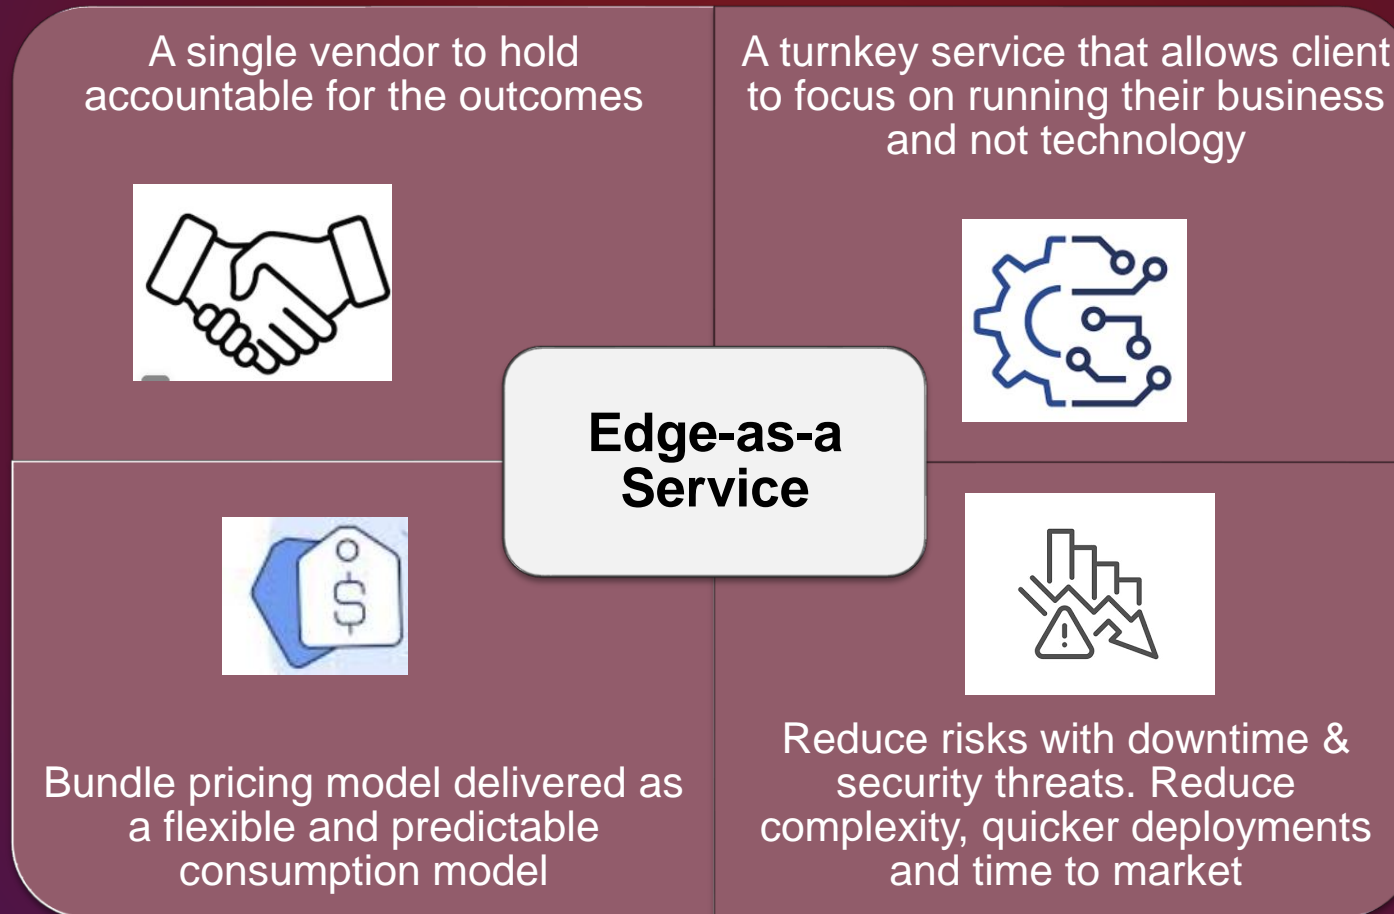 A single vendor to hold
accountable for the outcomes
A turnkey service that allows client
to focus on running their business
and not technology
Edge-as-a
Service
$
Bundle pricing model delivered as
a flexible and predictable
consumption model
!
Reduce risks with downtime &
security threats. Reduce
complexity, quicker deployments
and time to market